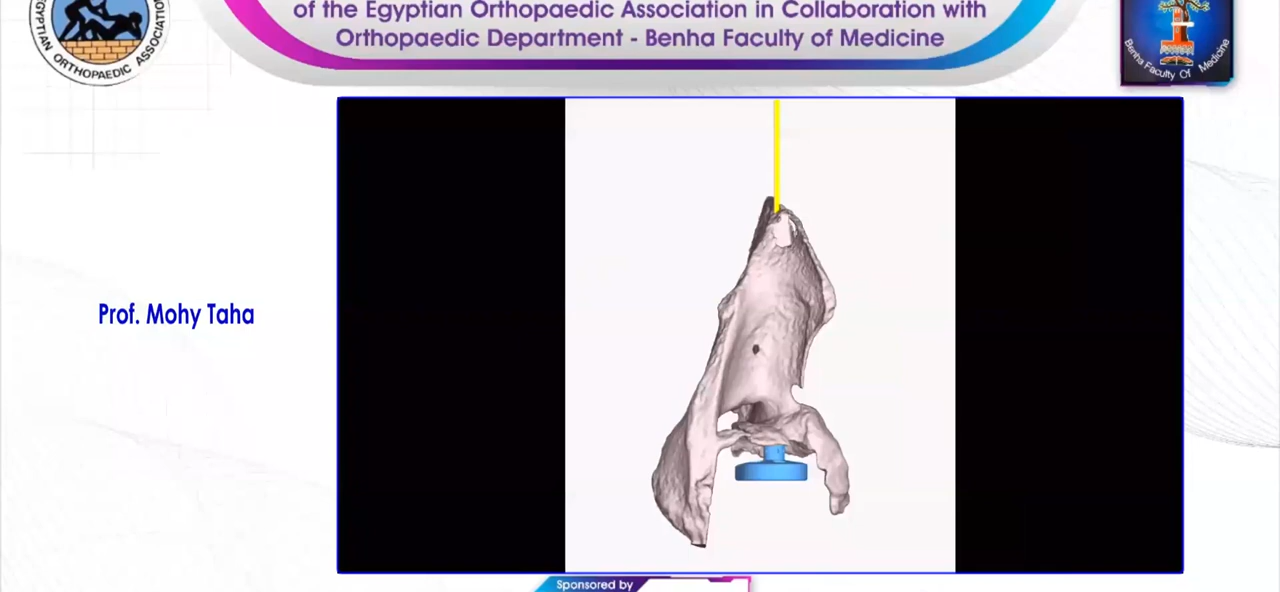 of the Egyptian Orthopaedic Association in Collaboration with
Orthopaedic Department - Benha Faculty of Medicine
EGYPTIAN ORTHOPAEDIC ASSOCIATION
Benha Faculty Of Medicine
Prof. Mohy Taha
Sponsored by